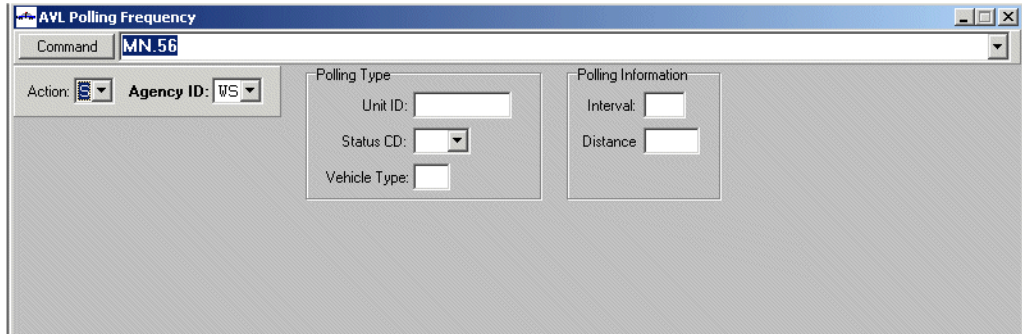 AVL Polling Frequency
Command MN.56
Action: S Agency ID: WS
Polling Type
Unit ID:
Status CD:
Vehicle Type:
Polling Information
Interval:
Distance